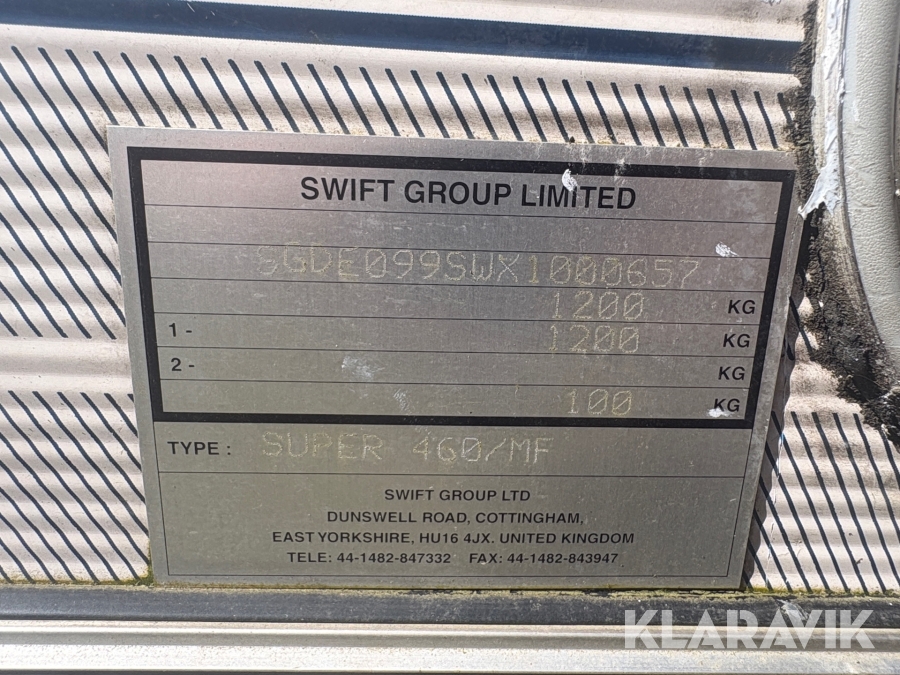 SWIFT GROUP LIMITED
SGDE099SWX1000657
1200 KG
1 - 1200 KG
2 - KG
100 KG
TYPE : SUPER 460/MF
SWIFT GROUP LTD
DUNSWELL ROAD, COTTINGHAM,
EAST YORKSHIRE, HU16 4JX. UNITED KINGDOM
TELE: 44-1482-847332 FAX: 44-1482-843947
KLARAVIK